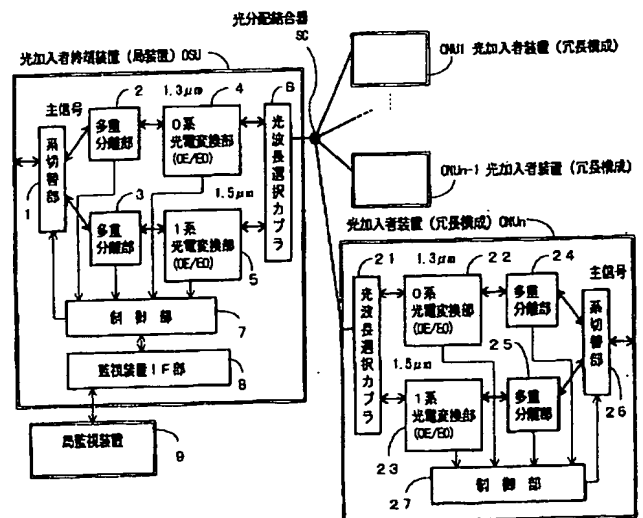 光分配結合器
SC
光加入者終端装置（局装置）OSU
主信号
系切替部
1
2
多重
分離部
1.3μm
4
0系
光電変換部
(OE/EO)
6
光波長選択カプラ
3
多重
分離部
1.5μm
1系
光電変換部
(OE/EO)
5
制御部
7
監視装置IF部
8
局監視装置
9
ONU1 光加入者装置（冗長構成）
ONUn-1 光加入者装置（冗長構成）
光加入者装置（冗長構成）ONUn
21
光波長選択カプラ
1.3μm
22
0系
光電変換部
(OE/EO)
24
多重
分離部
主信号
系切替部
26
1.5μm
1系
光電変換部
(OE/EO)
23
25
多重
分離部
制御部
27